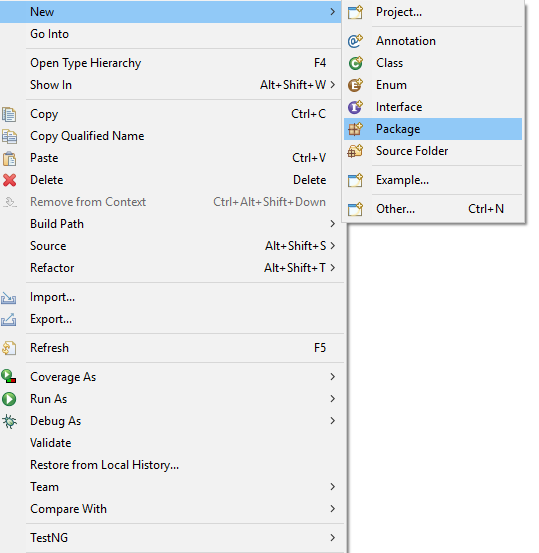 New
Go Into
Open Type Hierarchy F4
Show In Alt+Shift+W
Copy Ctrl+C
Copy Qualified Name
Paste Ctrl+V
Delete Delete
Remove from Context Ctrl+Alt+Shift+Down
Build Path
Source Alt+Shift+S
Refactor Alt+Shift+T
Import...
Export...
Refresh F5
Coverage As
Run As
Debug As
Validate
Restore from Local History...
Team
Compare With
TestNG
Project...
Annotation
Class
Enum
Interface
Package
Source Folder
Example...
Other... Ctrl+N